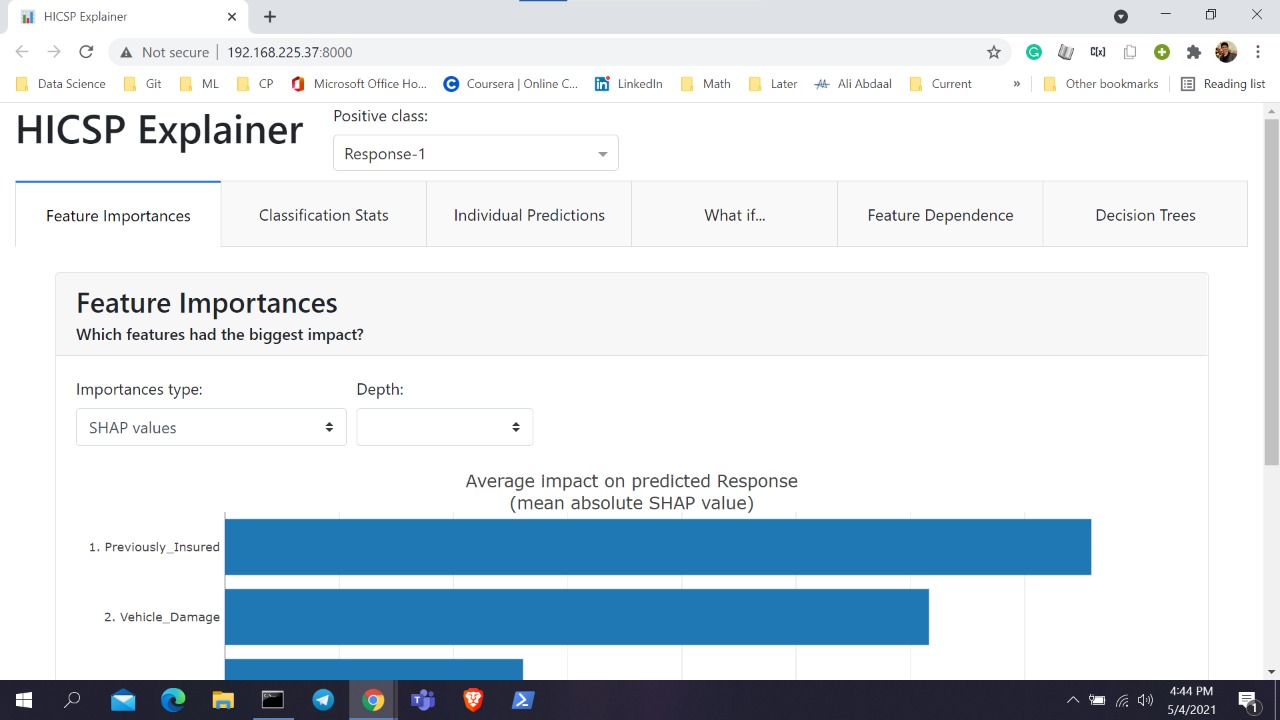 HICSP Explainer
Not secure | 192.168.225.37:8000
C[x]
Data Science Git ML CP Microsoft Office Ho... Coursera | Online C... LinkedIn Math Later Ali Abdaal Current » Other bookmarks Reading list
HICSP Explainer
Positive class:
Response-1
Feature Importances Classification Stats Individual Predictions What if... Feature Dependence Decision Trees
Feature Importances
Which features had the biggest impact?
Importances type: Depth:
SHAP values
Average Impact on predicted Response
(mean absolute SHAP value)
1. Previously_Insured
2. Vehicle_Damage
4:44 PM
5/4/2021
1